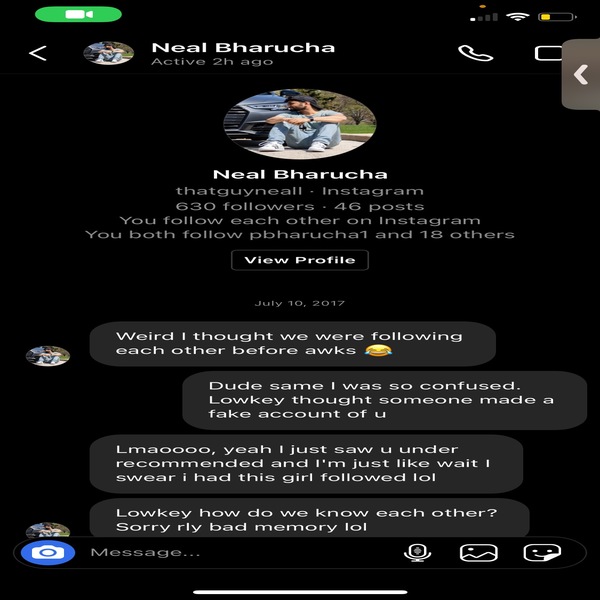 Neal Bharucha
Active 2h ago
Neal Bharucha
thatguyneall · Instagram
630 followers · 46 posts
You follow each other on Instagram
You both follow pbharucha1 and 18 others
View Profile
July 10, 2017
Weird I thought we were following
each other before awks 😂
Dude same I was so confused.
Lowkey thought someone made a
fake account of u
Lmaoooo, yeah I just saw u under
recommended and I'm just like wait I
swear i had this girl followed lol
Lowkey how do we know each other?
Sorry rly bad memory lol
Message...